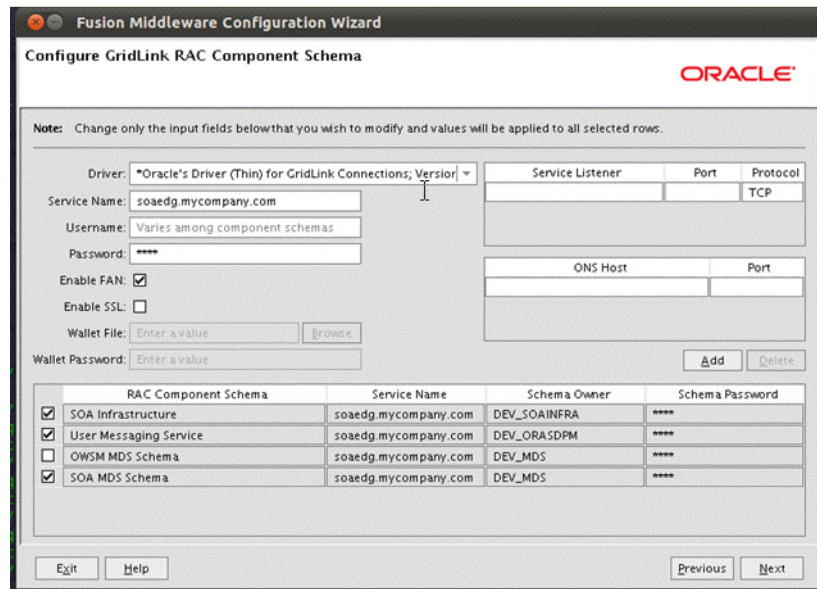 Fusion Middleware Configuration Wizard
Configure GridLink RAC Component Schema
ORACLE
Note: Change only the input fields below that you wish to modify and values will be applied to all selected rows.
Driver: *Oracle's Driver (Thin) for GridLink Connections; Version
Service Name: soaedg.mycompany.com
Username: Varies among component schemas
Password: ****
Enable FAN:
Enable SSL:
Wallet File: Enter a value Browse
Wallet Password: Enter a value
Service Listener Port Protocol
TCP
ONS Host Port
Add Delete
RAC Component Schema Service Name Schema Owner Schema Password
SOA Infrastructure soaedg.mycompany.com DEV_SOAINFRA ****
User Messaging Service soaedg.mycompany.com DEV_ORASDPM ****
OWSM MDS Schema soaedg.mycompany.com DEV_MDS ****
SOA MDS Schema soaedg.mycompany.com DEV_MDS ****
Exit Help Previous Next